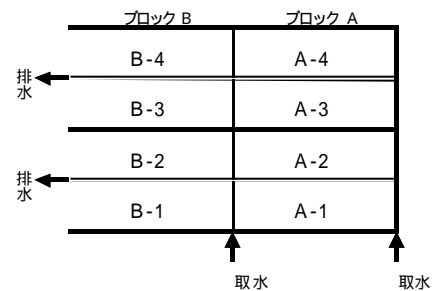 ブロック B ブロック A
B-4 A-4
排水
B-3 A-3
B-2 A-2
排水
B-1 A-1
取水 取水